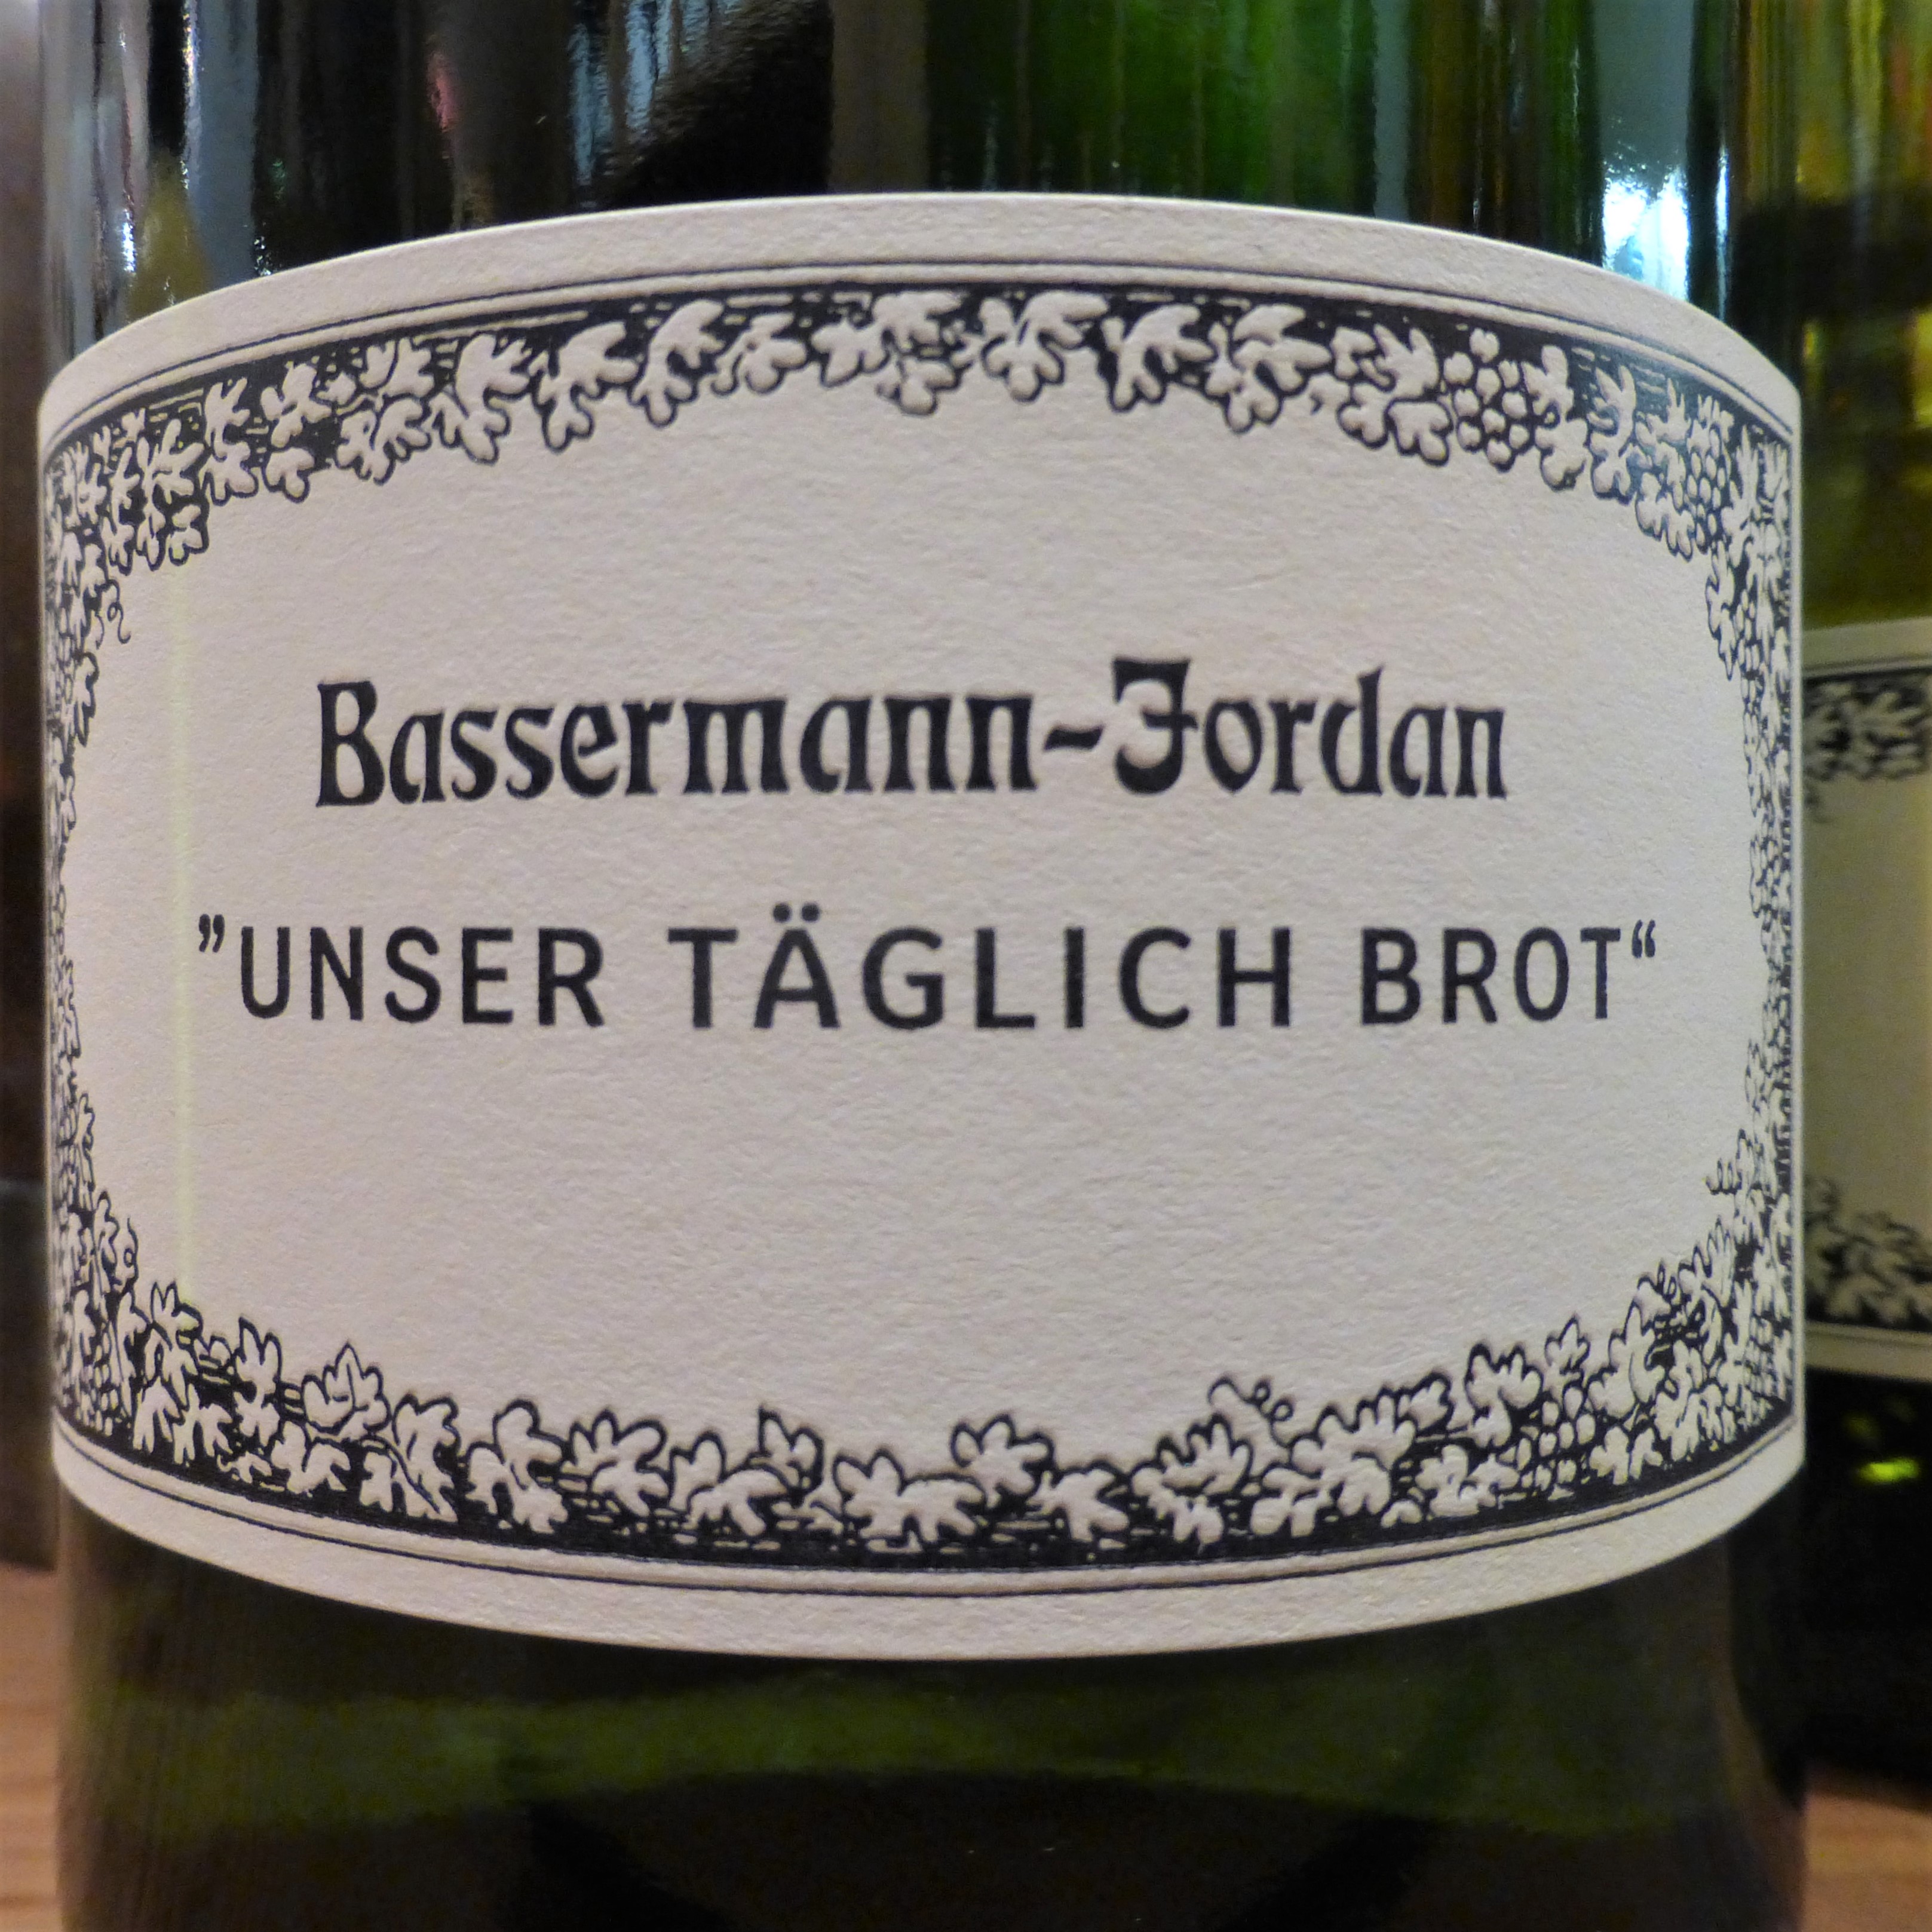 Bassermann-Jordan
”UNSER TÄGLICH BROT“